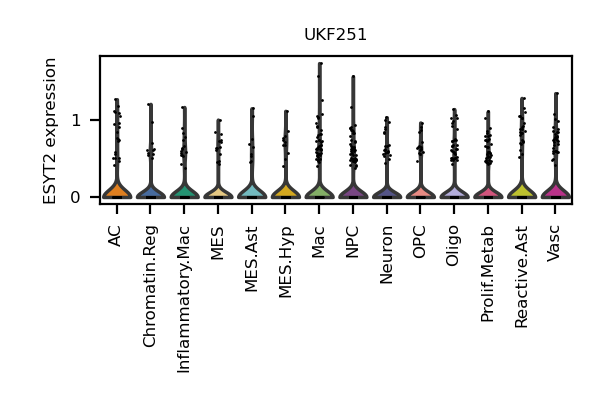 UKF251
ESYT2 expression
1
0
AC
Chromatin.Reg
Inflammatory.Mac
MES
MES.Ast
MES.Hyp
Mac
NPC
Neuron
OPC
Oligo
Prolif.Metab
Reactive.Ast
Vasc